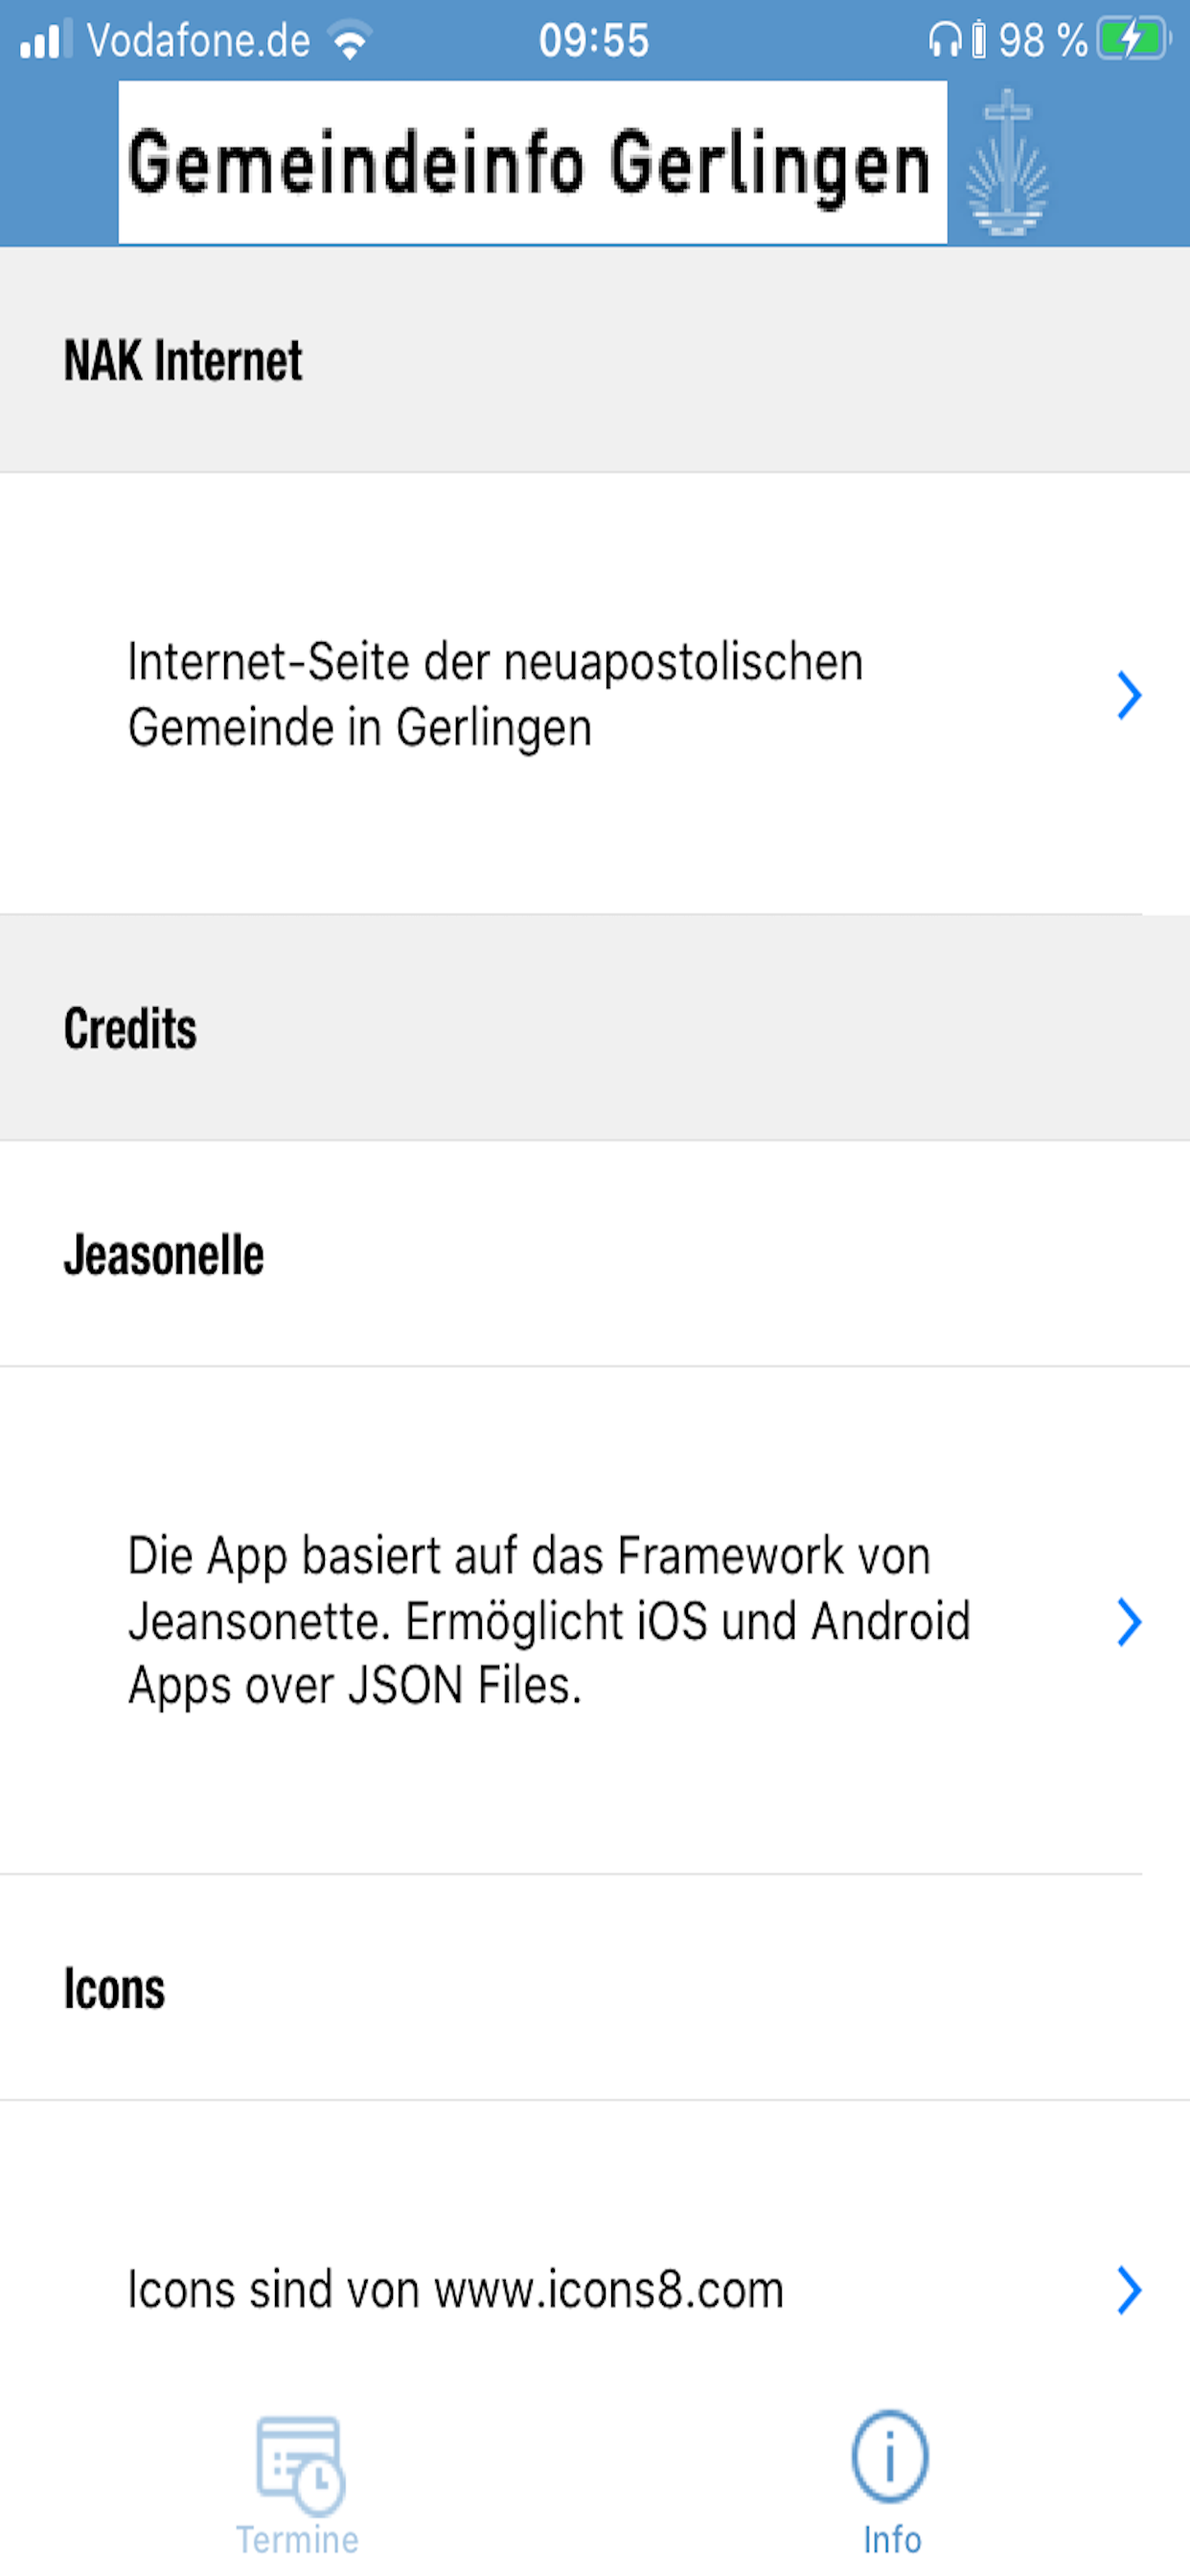 Vodafone.de 09:55 98 %
Gemeindeinfo Gerlingen
NAK Internet
Internet-Seite der neuapostolischen
Gemeinde in Gerlingen
Credits
Jeasonelle
Die App basiert auf das Framework von
Jeansonette. Ermöglicht iOS und Android
Apps over JSON Files.
Icons
Icons sind von www.icons8.com
Termine Info